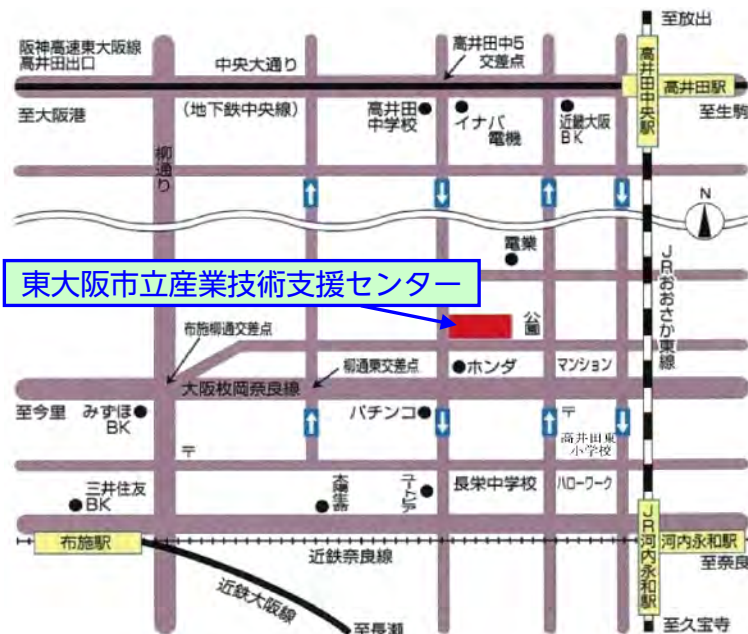 至放出
阪神高速東大阪線
高井田出口
中央大通り
高井田中5
交差点
高井田中央駅
高井田駅
至大阪港
(地下鉄中央線)
高井田
中学校
イナバ
電機
近畿大阪
BK
至生駒
柳通り
N
電業
JRおおさか東線
東大阪市立産業技術支援センター
公園
布施柳通交差点
柳通東交差点
ホンダ
マンション
大阪枚岡奈良線
至今里
みずほ
BK
パチンコ
〒
高井田東
小学校
〒
三井住友
BK
太陽生命
長栄中学校
ハローワーク
布施駅
近鉄奈良線
JR河内永和駅
河内永和駅
至奈良
近鉄大阪線
至長瀬
至久宝寺